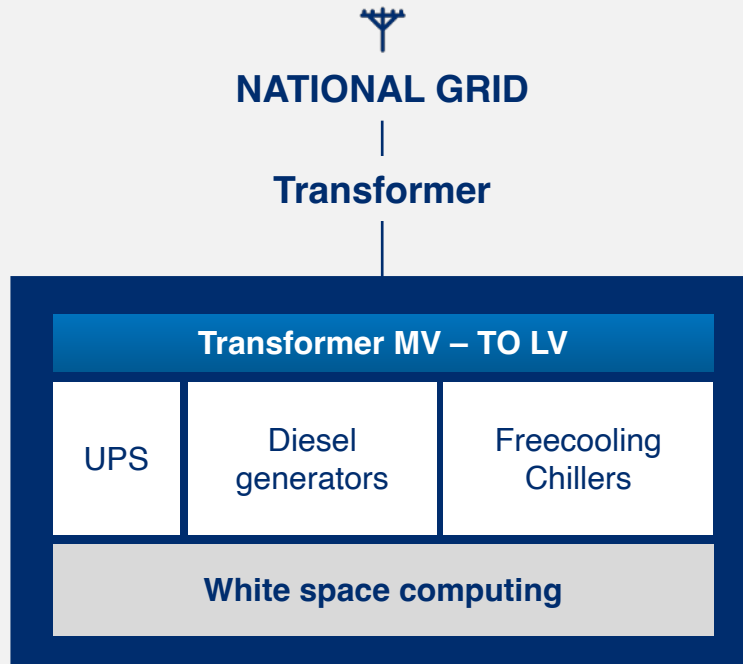 NATIONAL GRID
Transformer
Transformer MV – TO LV
UPS
Diesel
generators
Freecooling
Chillers
White space computing